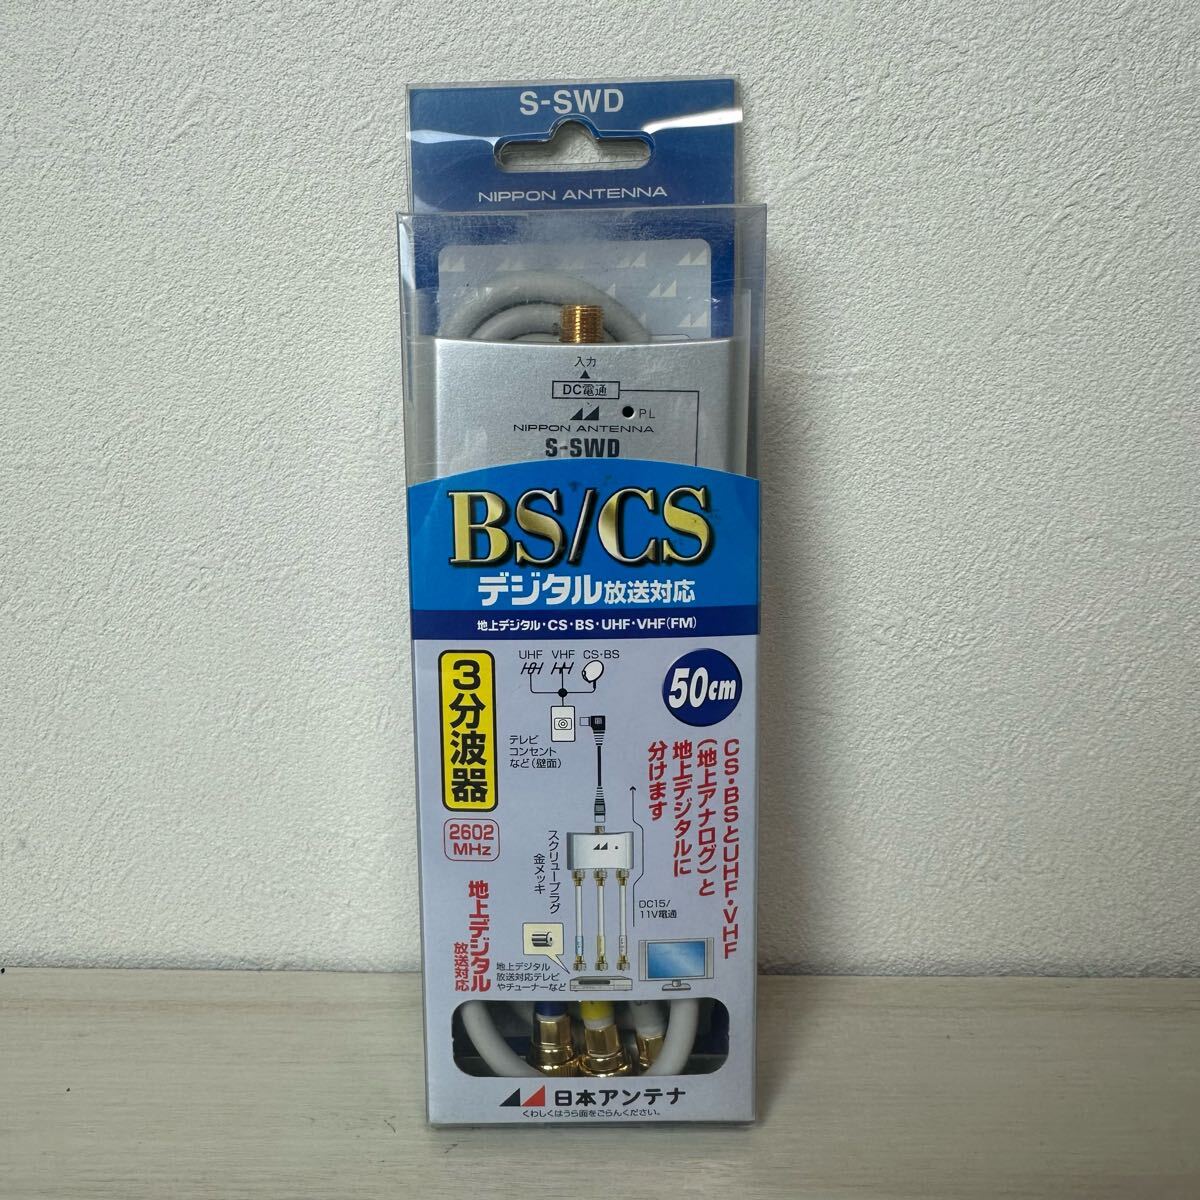 S-SWD
NIPPON ANTENNA
入力
DC電通
PL
NIPPON ANTENNA
S-SWD
BS/CS
デジタル放送対応
地上デジタル・CS・BS・UHF・VHF(FM)
3分波器
2602
MHz
地上デジタル
放送対応
UHF VHF CS・BS
テレビ
コンセント
など(壁面)
50cm
CS・BSとUHF・VHF
(地上アナログ)と
地上デジタルに
分けます
スクリュープラグ
金メッキ
DC15/
11V電通
地上デジタル
放送対応テレビ
やチューナーなど
日本アンテナ
くわしくはうら面をごらんください。